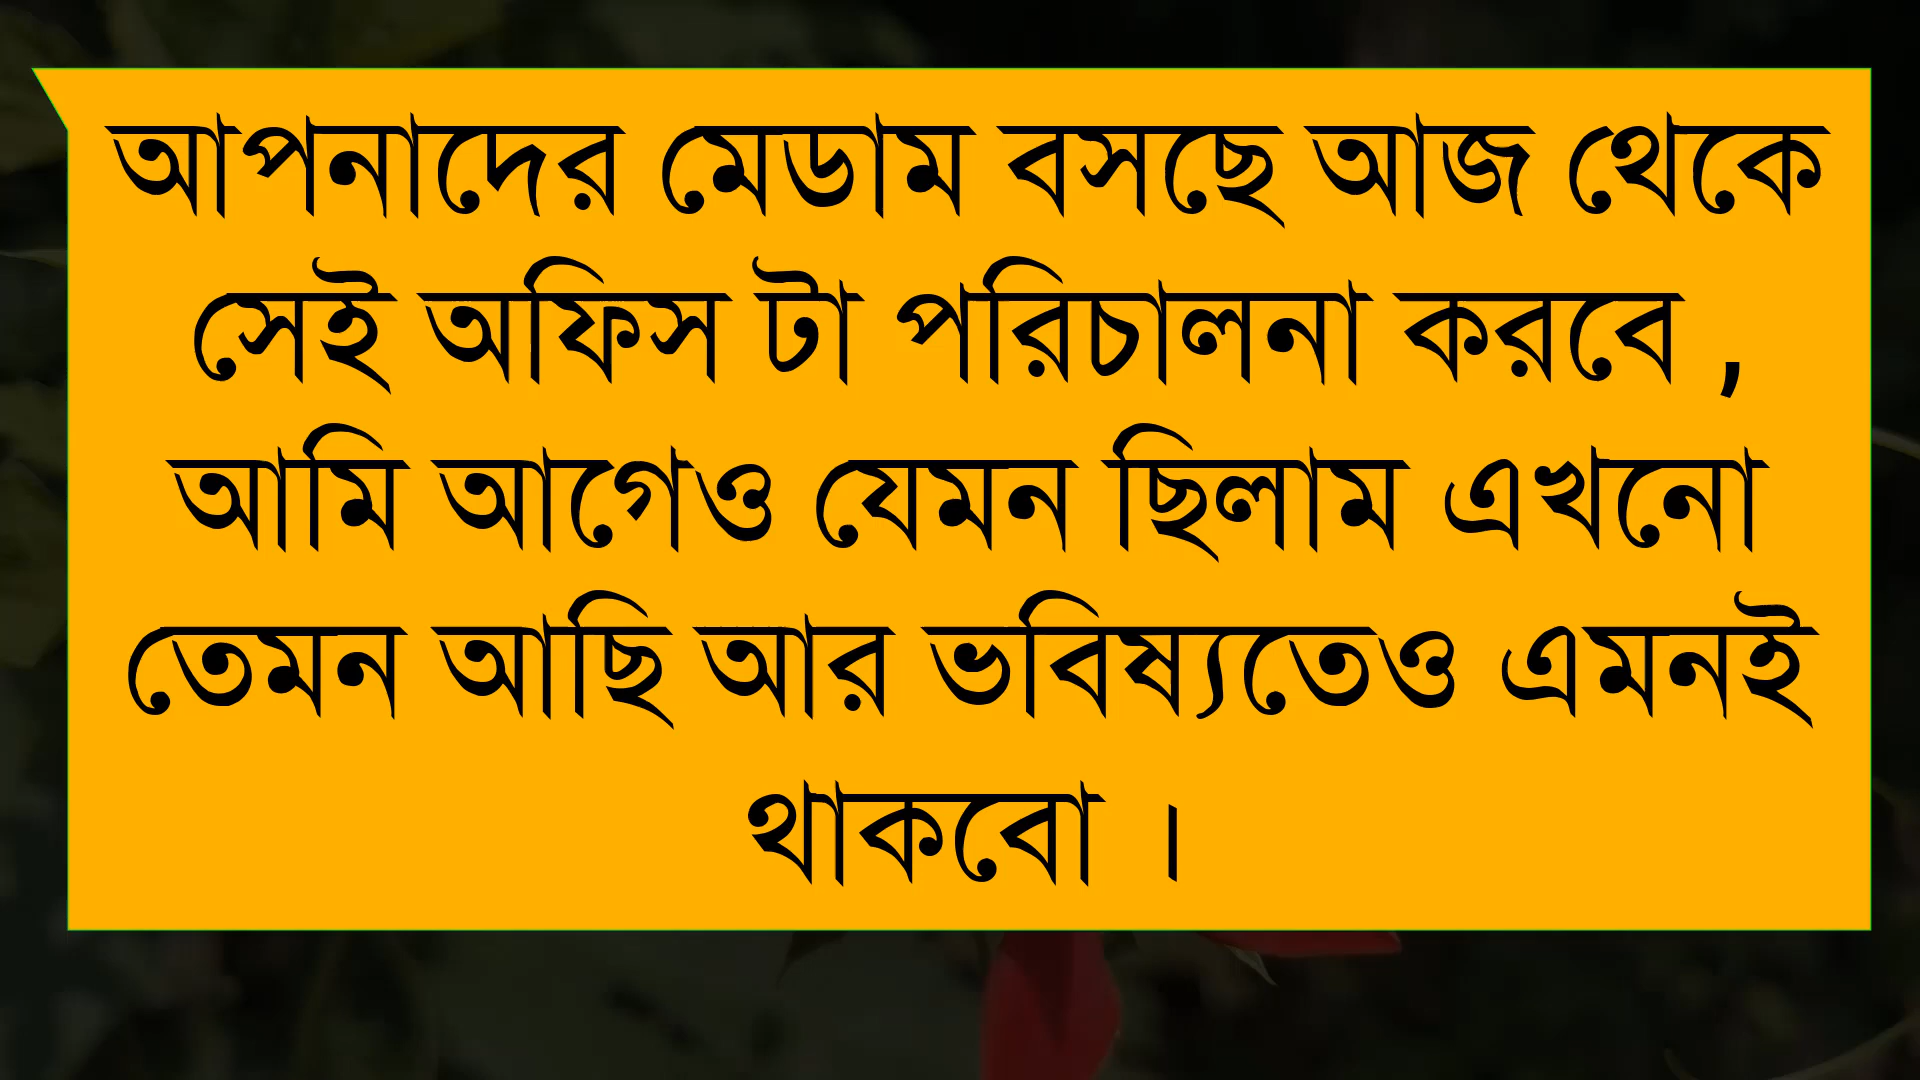 আপনাদের মেডাম বসছে আজ থেকে
সেই অফিস টা পরিচালনা করবে ,
আমি আগেও যেমন ছিলাম এখনো
তেমন আছি আর ভবিষ্যতেও এমনই
থাকবো ।